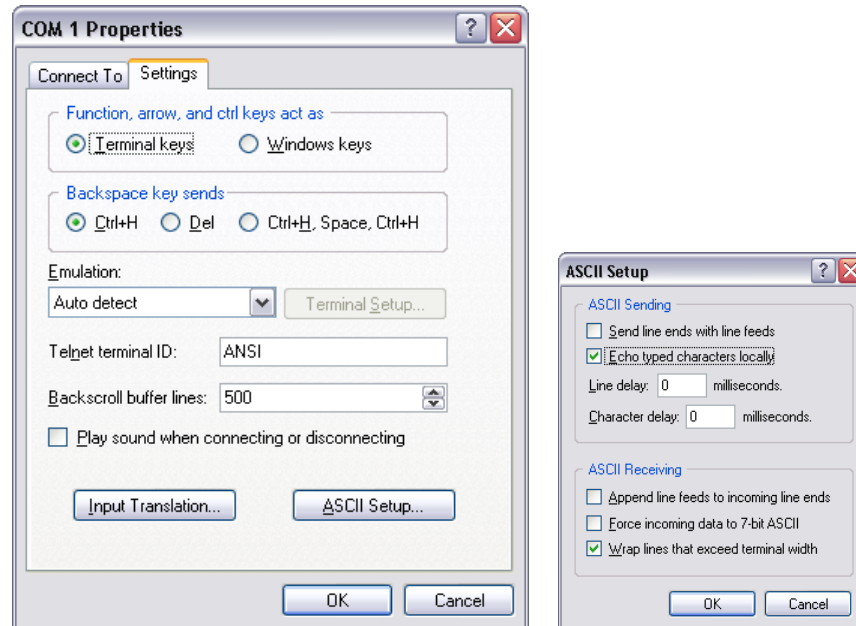 COM 1 Properties
Connect To Settings
Function, arrow, and ctrl keys act as
Terminal keys Windows keys
Backspace key sends
Ctrl+H Del Ctrl+H, Space, Ctrl+H
Emulation:
Auto detect Terminal Setup...
Telnet terminal ID: ANSI
Backscroll buffer lines: 500
Play sound when connecting or disconnecting
Input Translation... ASCII Setup...
OK Cancel
ASCII Setup
ASCII Sending
Send line ends with line feeds
Echo typed characters locally
Line delay: 0 milliseconds.
Character delay: 0 milliseconds.
ASCII Receiving
Append line feeds to incoming line ends
Force incoming data to 7-bit ASCII
Wrap lines that exceed terminal width
OK Cancel